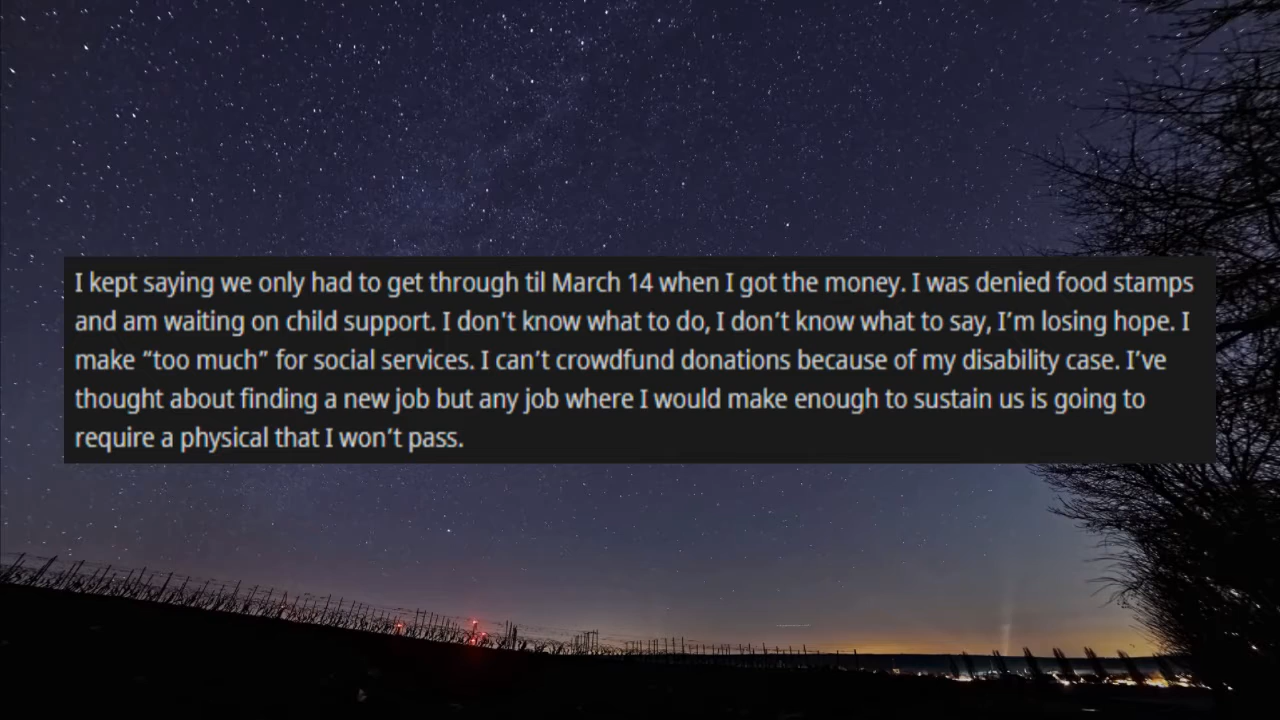 I kept saying we only had to get through til March 14 when I got the money. I was denied food stamps
and am waiting on child support. I don't know what to do, I don’t know what to say, I’m losing hope. I
make “too much” for social services. I can’t crowdfund donations because of my disability case. I’ve
thought about finding a new job but any job where I would make enough to sustain us is going to
require a physical that I won’t pass.